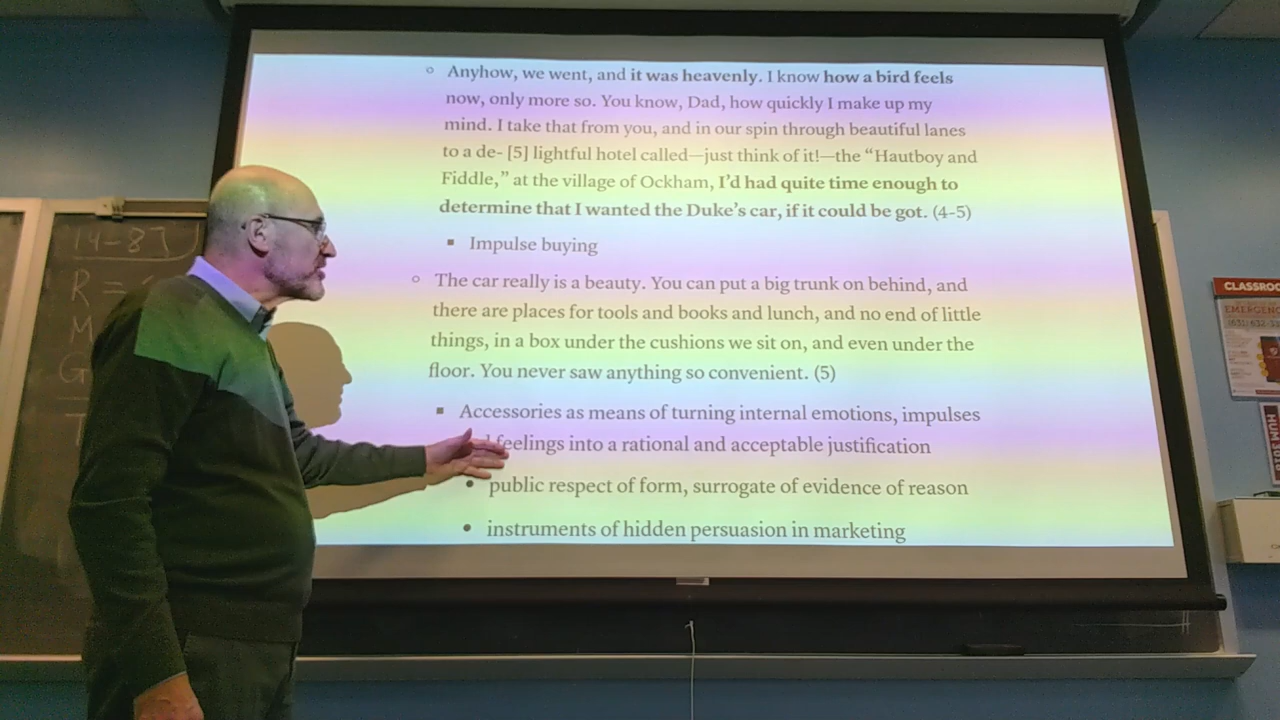 Anyhow, we went, and it was heavenly. I know how a bird feels
now, only more so. You know, Dad, how quickly I make up my
mind. I take that from you, and in our spin through beautiful lanes
to a de- [5] lightful hotel called—just think of it!—the “Hautboy and
Fiddle,” at the village of Ockham, I’d had quite time enough to
determine that I wanted the Duke’s car, if it could be got. (4-5)
Impulse buying
The car really is a beauty. You can put a big trunk on behind, and
there are places for tools and books and lunch, and no end of little
things, in a box under the cushions we sit on, and even under the
floor. You never saw anything so convenient. (5)
Accessories as means of turning internal emotions, impulses
feelings into a rational and acceptable justification
public respect of form, surrogate of evidence of reason
instruments of hidden persuasion in marketing
R =
M
G
CLASSROO
EMERGEN